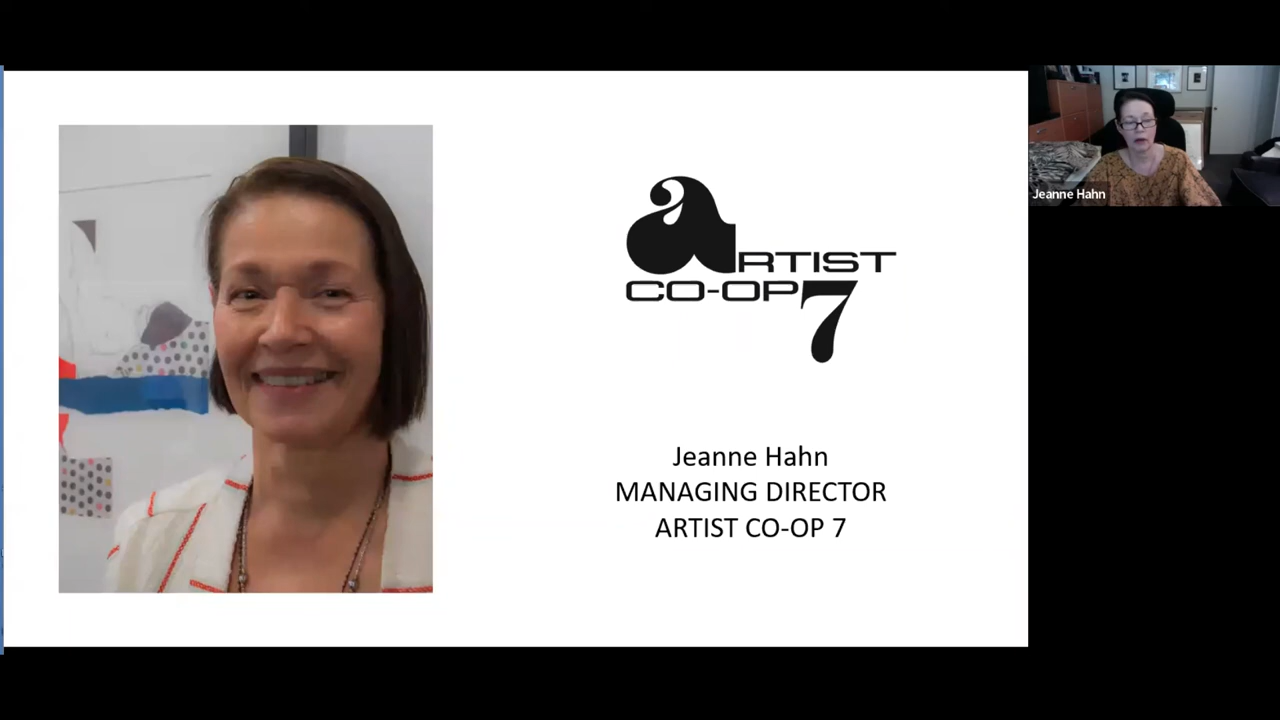 ARTIST
CO-OP 7
Jeanne Hahn
MANAGING DIRECTOR
ARTIST CO-OP 7
Jeanne Hahn